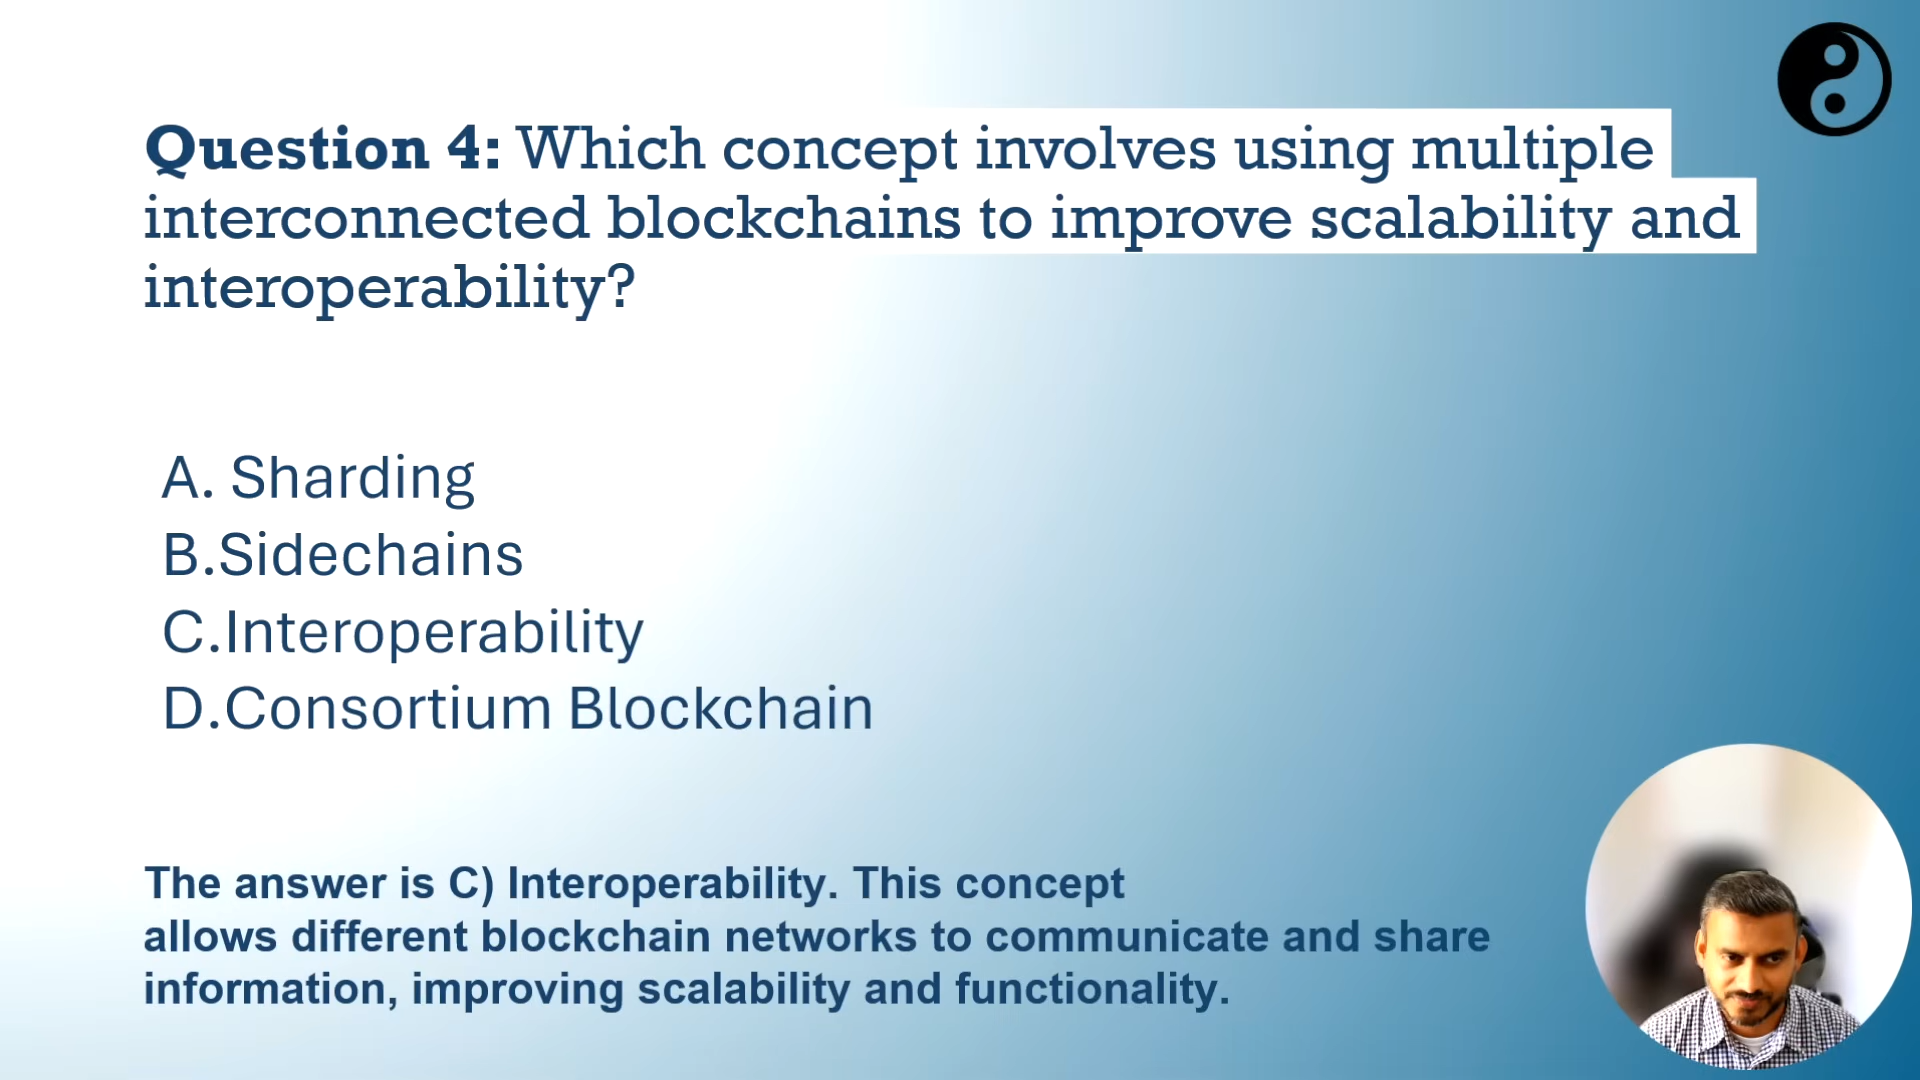 Question 4: Which concept involves using multiple
interconnected blockchains to improve scalability and
interoperability?
A. Sharding
B.Sidechains
C.Interoperability
D.Consortium Blockchain
The answer is C) Interoperability. This concept
allows different blockchain networks to communicate and share
information, improving scalability and functionality.